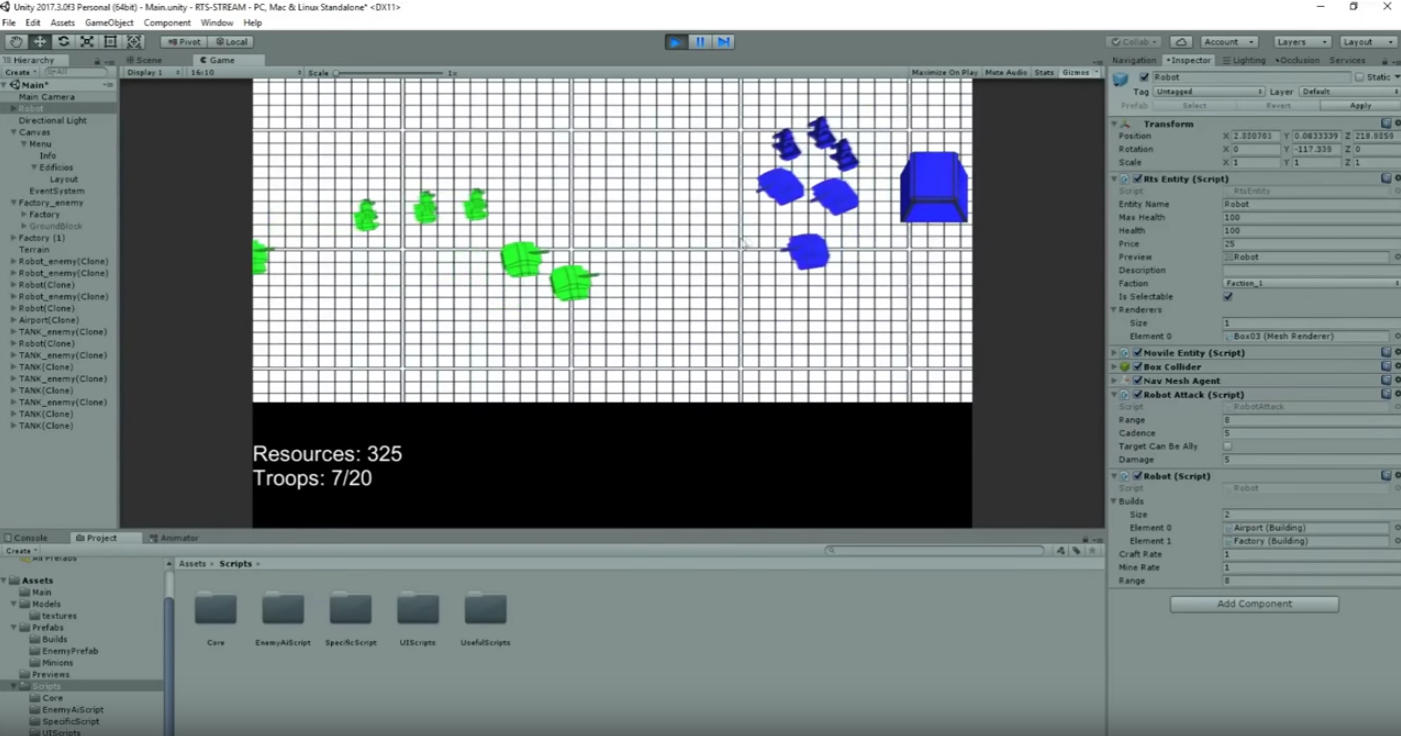 Unity 2017.3.0f3 Personal (64bit) - Main.unity - RTS-STREAM - PC, Mac & Linux Standalone* <DX11>
File Edit Assets GameObject Component Window Help
Pivot Local Collab Account Layers Layout
Hierarchy Scene Game Navigation Inspector Lighting Occlusion Services
Create All Display 1 16:10 Scale 1x Maximize On Play Mute Audio Stats Gizmos
Main*
Main Camera
Robot
Directional Light
Canvas
Menu
Info
Edificios
Layout
EventSystem
Factory_enemy
Factory
GroundBlock
Factory (1)
Terrain
Robot_enemy(Clone)
Robot_enemy(Clone)
Robot(Clone)
Robot_enemy(Clone)
Robot(Clone)
Airport(Clone)
TANK_enemy(Clone)
Robot(Clone)
TANK_enemy(Clone)
TANK(Clone)
TANK_enemy(Clone)
TANK(Clone)
TANK_enemy(Clone)
TANK(Clone)
TANK(Clone)
Resources: 325
Troops: 7/20
Robot Static
Tag Untagged Layer Default
Prefab Select Revert Apply
Transform
Position X Y 0.0833339 Z
Rotation X 0 Y -117.339 Z 0
Scale X 1 Y 1 Z 1
Rts Entity (Script)
Script RtsEntity
Entity Name Robot
Max Health 100
Health 100
Price 25
Preview Robot
Description
Faction Faction_1
Is Selectable
Renderers
Size 1
Element 0 Box03 (Mesh Renderer)
Movile Entity (Script)
Box Collider
Nav Mesh Agent
Robot Attack (Script)
Script RobotAttack
Range 8
Cadence 5
Target Can Be Ally
Damage 5
Robot (Script)
Script Robot
Builds
Size 2
Element 0 Airport (Building)
Element 1 Factory (Building)
Craft Rate 1
Mine Rate 1
Range 8
Add Component
Console Project Animator
Create
All Prefabs
Assets
Main
Models
textures
Prefabs
Builds
EnemyPrefab
Minions
Previews
Scripts
Core
EnemyAiScript
SpecificScript
UIScripts
Assets Scripts
Core EnemyAiScript SpecificScript UIScripts UsefulScripts